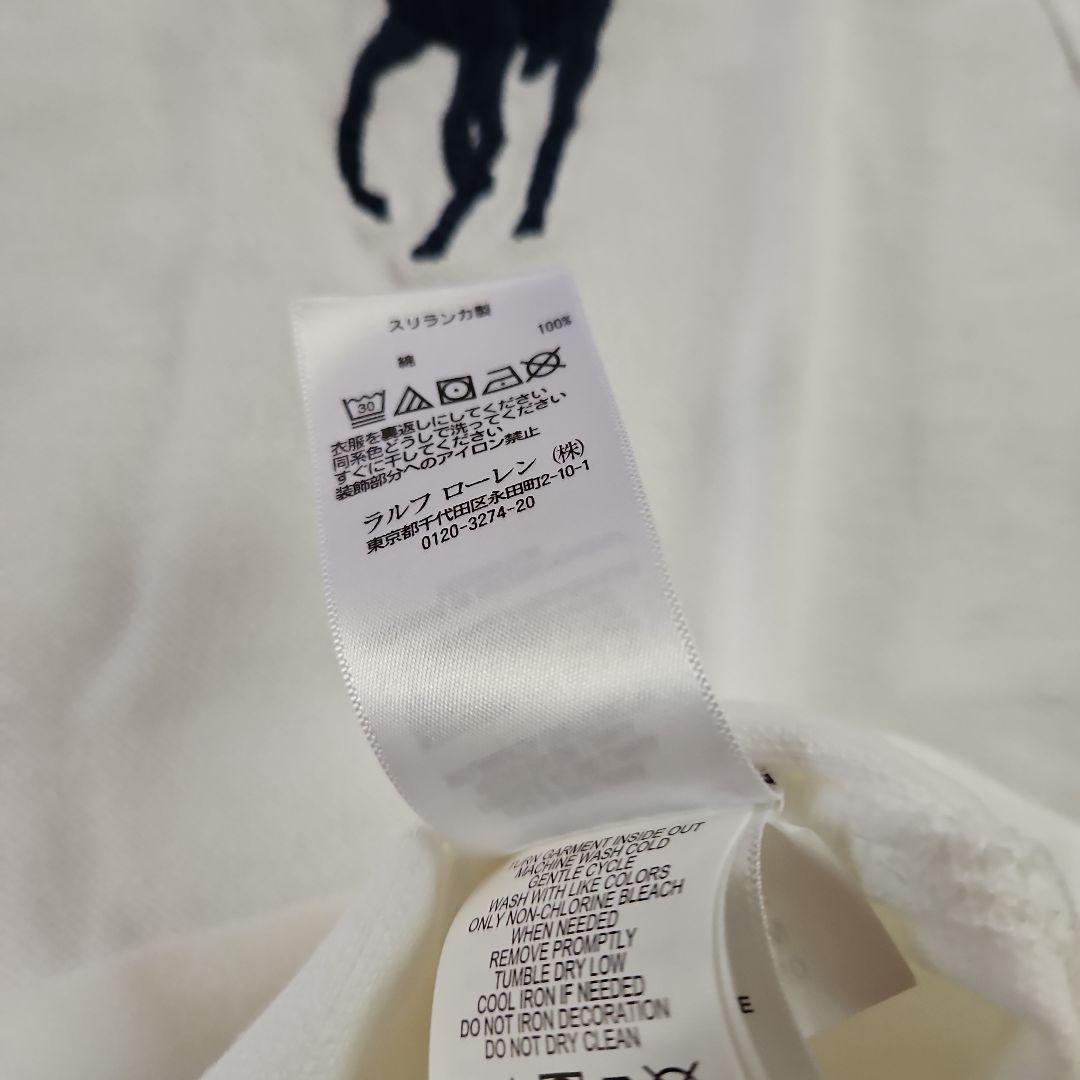 スリランカ製
綿 100%
30
衣服を裏返しにしてください
同系色どうしで洗ってください
すぐに干してください
装飾部分へのアイロン禁止
ラルフ ローレン (株)
東京都千代田区永田町2-10-1
0120-3274-20
TURN GARMENT INSIDE OUT
MACHINE WASH COLD
GENTLE CYCLE
WASH WITH LIKE COLORS
ONLY NON-CHLORINE BLEACH
WHEN NEEDED
REMOVE PROMPTLY
TUMBLE DRY LOW
COOL IRON IF NEEDED
DO NOT IRON DECORATION
DO NOT DRY CLEAN
E